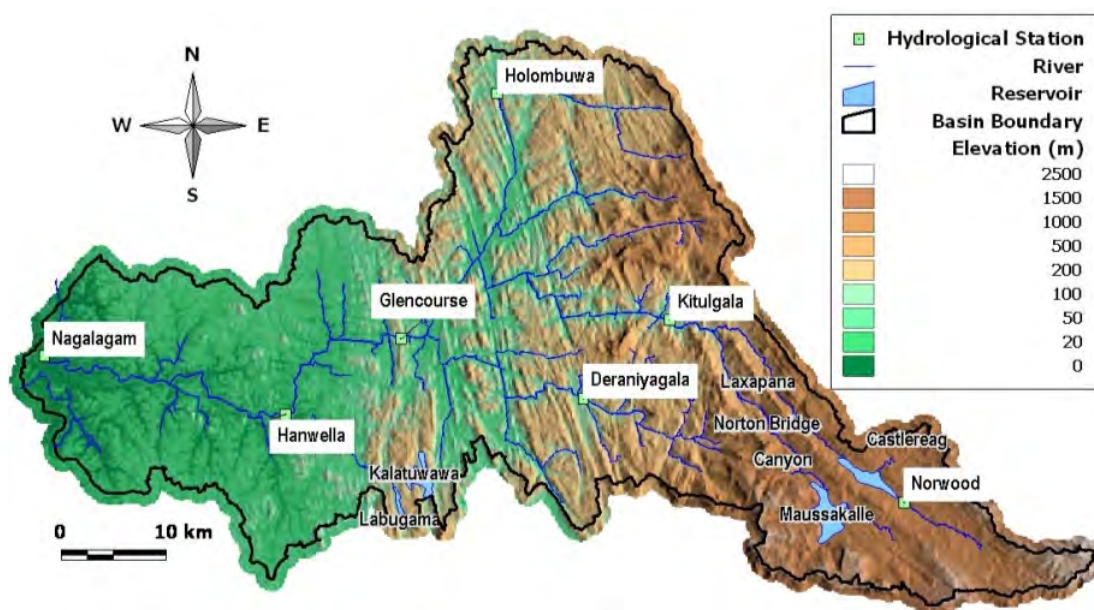 N
W E
S
Hydrological Station
River
Reservoir
Basin Boundary
Elevation (m)
2500
1500
1000
500
200
100
50
20
0
Holombuwa
Glencourse
Kitulgala
Nagalagam
Deraniyagala
Laxapana
Hanwella
Norton Bridge
Castlereag
Canyon
Kalatuwawa
Norwood
Labugama
Maussakalle
0 10 km